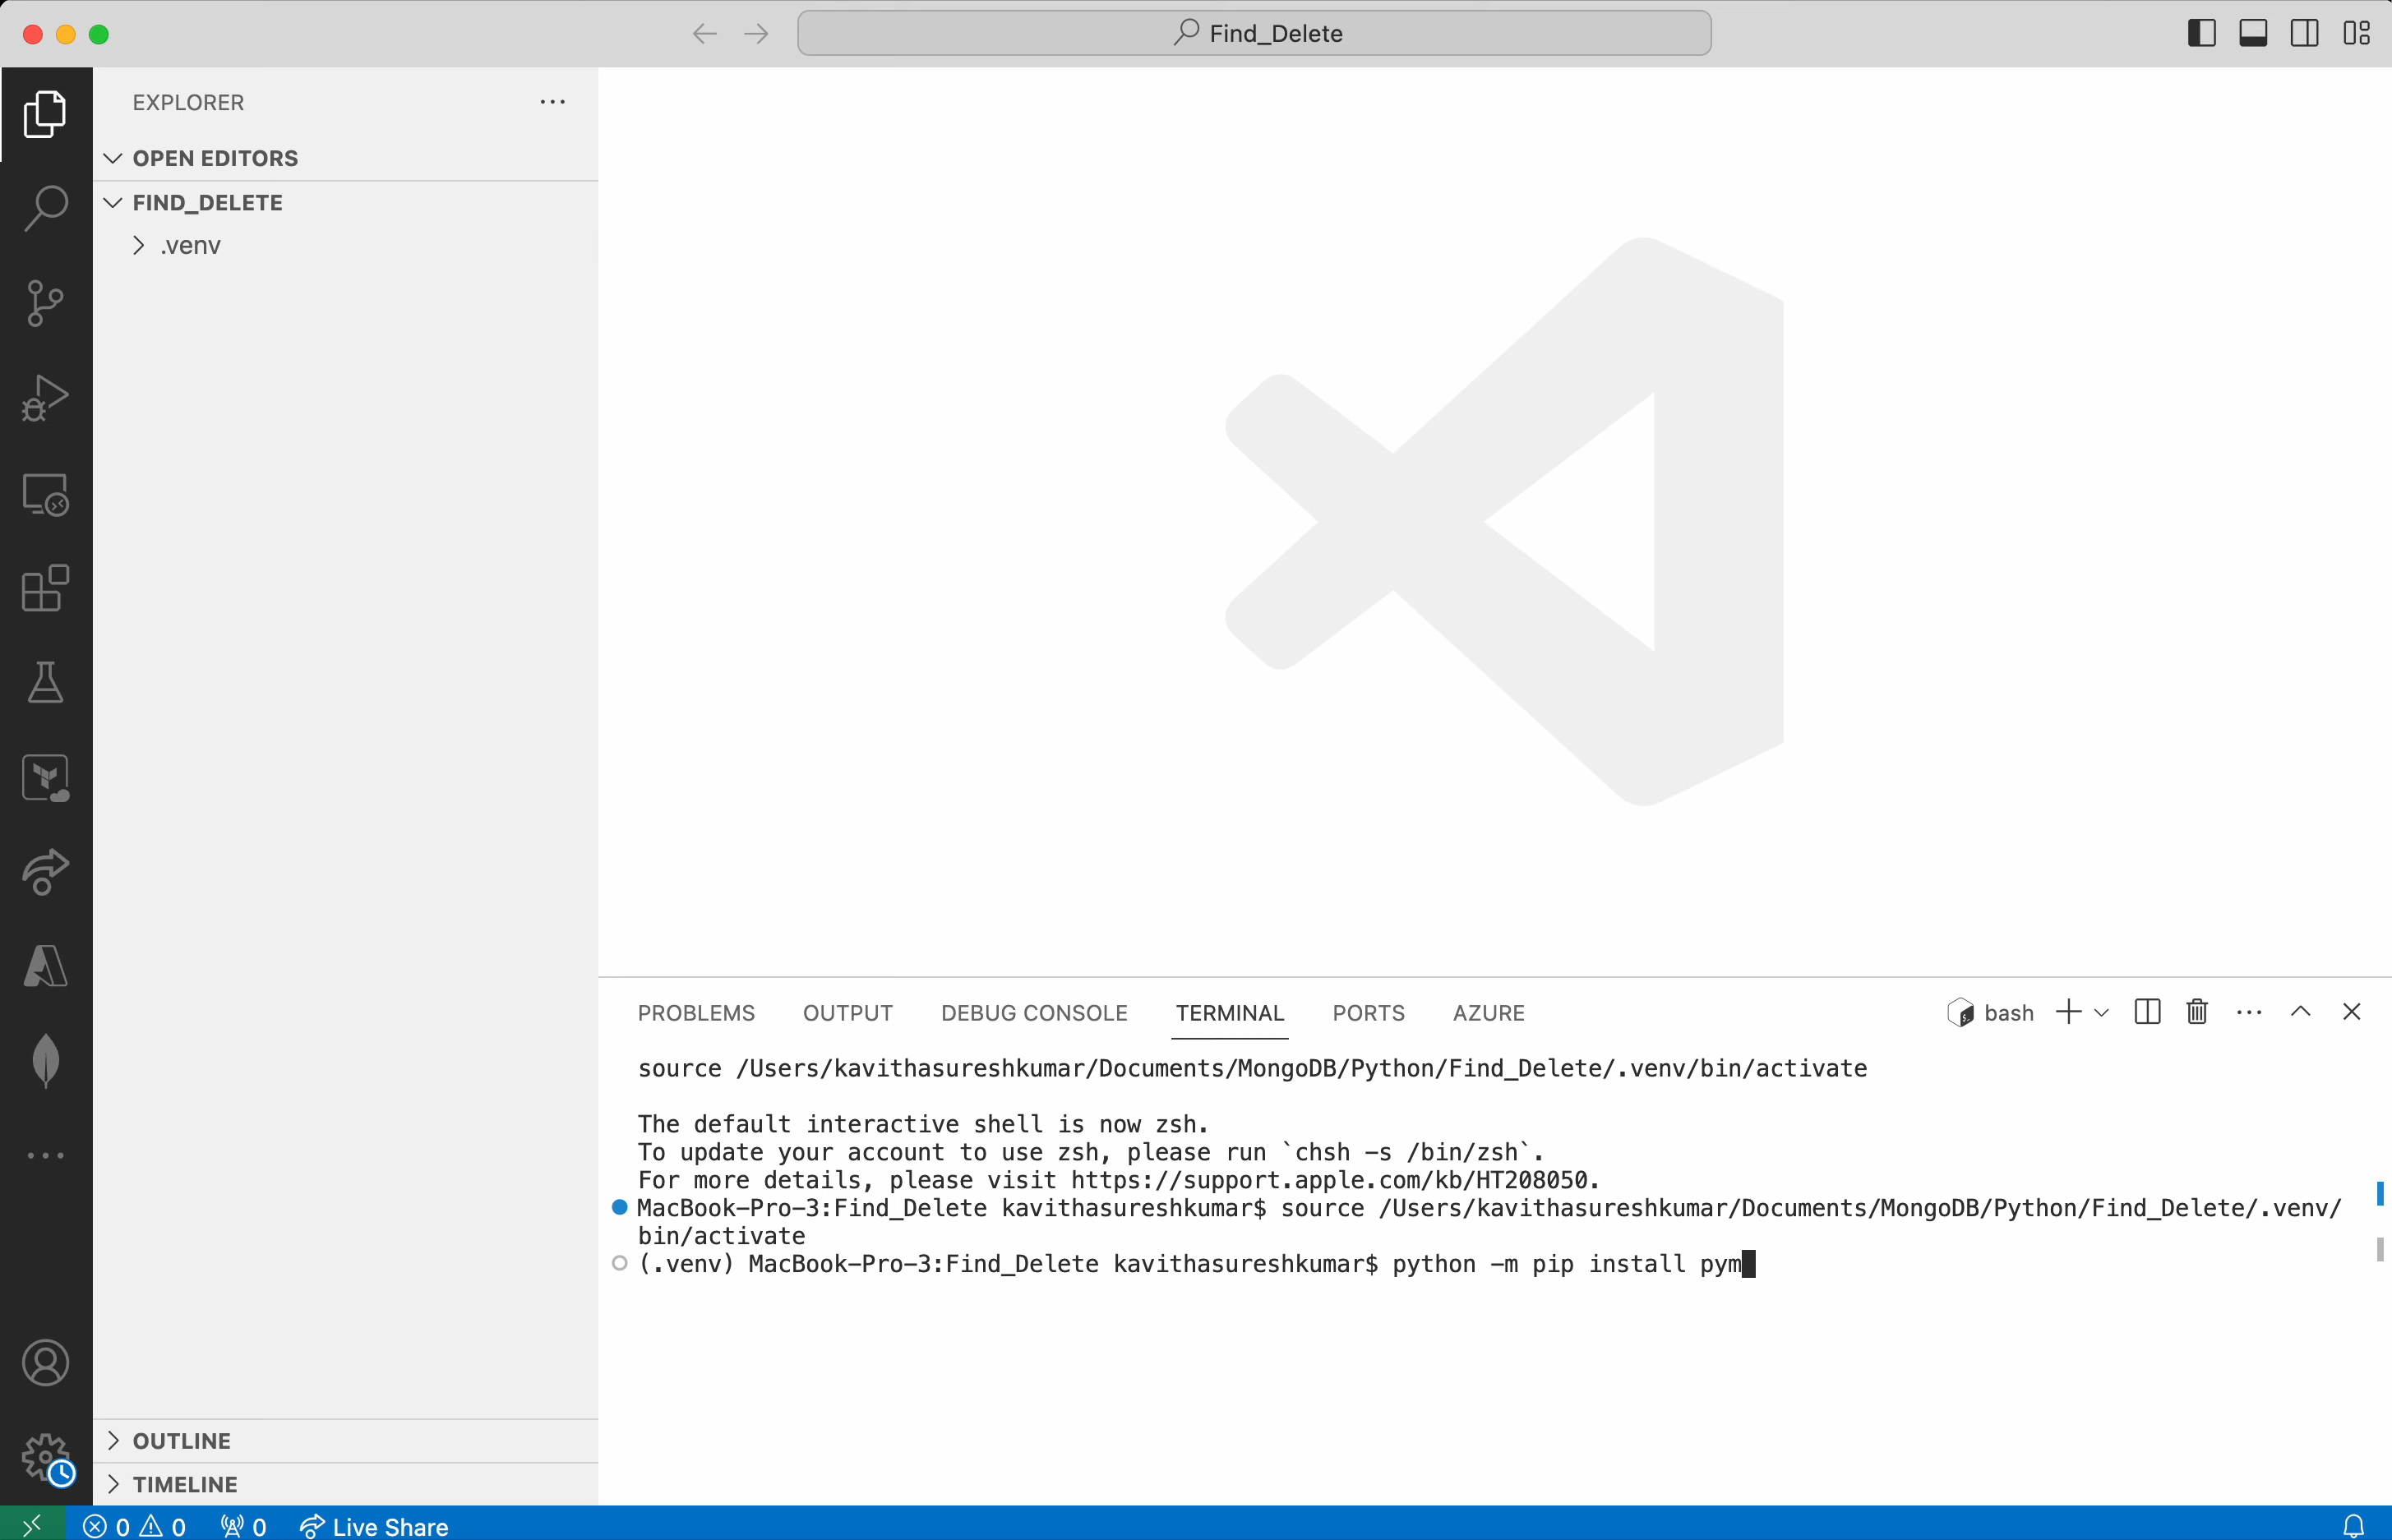 Find_Delete
EXPLORER
OPEN EDITORS
FIND_DELETE
.venv
OUTLINE
TIMELINE
PROBLEMS OUTPUT DEBUG CONSOLE TERMINAL PORTS AZURE bash
source /Users/kavithasureshkumar/Documents/MongoDB/Python/Find_Delete/.venv/bin/activate
The default interactive shell is now zsh.
To update your account to use zsh, please run `chsh -s /bin/zsh`.
For more details, please visit https://support.apple.com/kb/HT208050.
MacBook-Pro-3:Find_Delete kavithasureshkumar$ source /Users/kavithasureshkumar/Documents/MongoDB/Python/Find_Delete/.venv/
bin/activate
(.venv) MacBook-Pro-3:Find_Delete kavithasureshkumar$ python -m pip install pym
0 0 0 Live Share